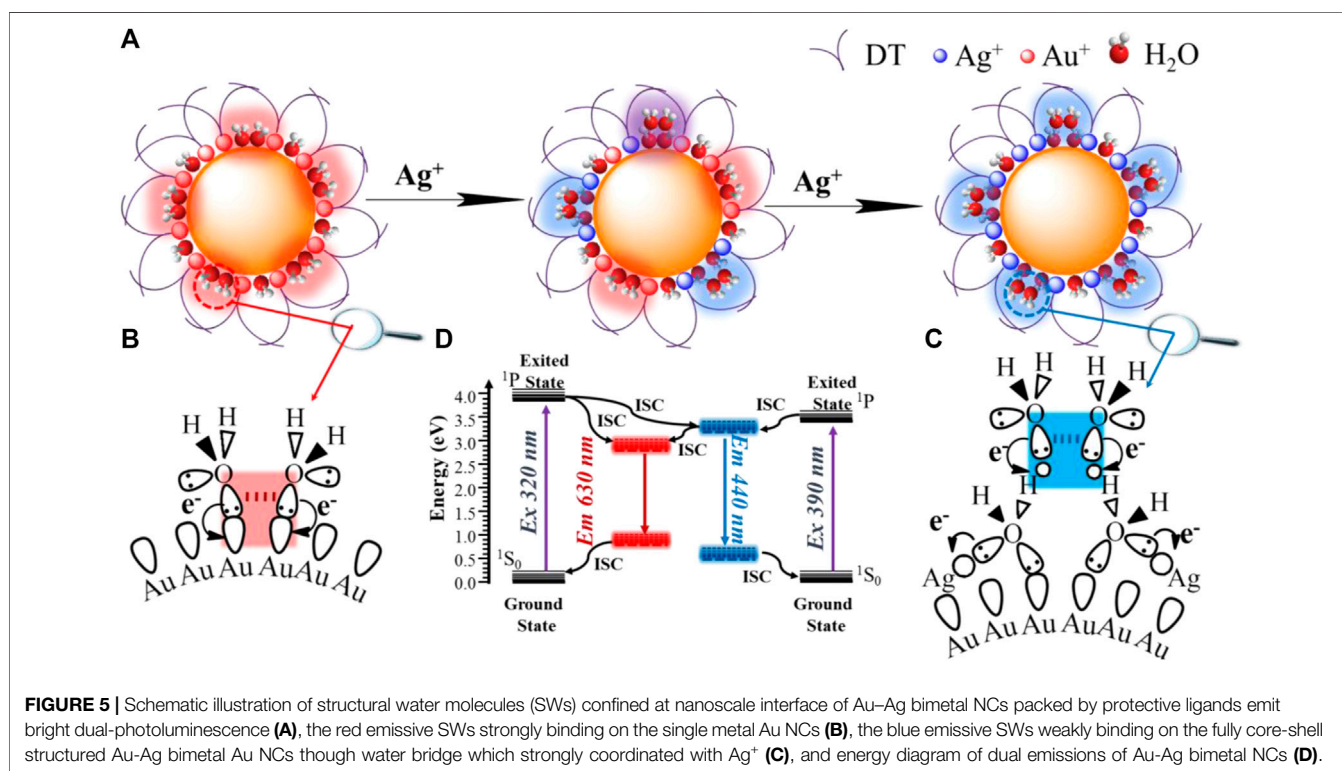 A
DT Ag⁺ Au⁺ H₂O
Ag⁺
Ag⁺
B
H H H H
O O
e⁻ e⁻
Au Au Au Au Au Au
D
Exited State
¹P
ISC
ISC
ISC
ISC
Exited State
¹P
Energy (eV)
4.0
3.5
3.0
2.5
2.0
1.5
1.0
0.5
0.0
Ex 320 nm
Em 630 nm
Em 440 nm
Ex 390 nm
¹S₀
ISC
ISC
¹S₀
Ground State
Ground State
C
H H H H
O O
e⁻ e⁻
H H H H
e⁻ O O e⁻
Ag Ag
Au Au Au Au Au Au
FIGURE 5 | Schematic illustration of structural water molecules (SWs) confined at nanoscale interface of Au–Ag bimetal NCs packed by protective ligands emit
bright dual-photoluminescence (A), the red emissive SWs strongly binding on the single metal Au NCs (B), the blue emissive SWs weakly binding on the fully core-shell
structured Au-Ag bimetal Au NCs though water bridge which strongly coordinated with Ag⁺ (C), and energy diagram of dual emissions of Au-Ag bimetal NCs (D).